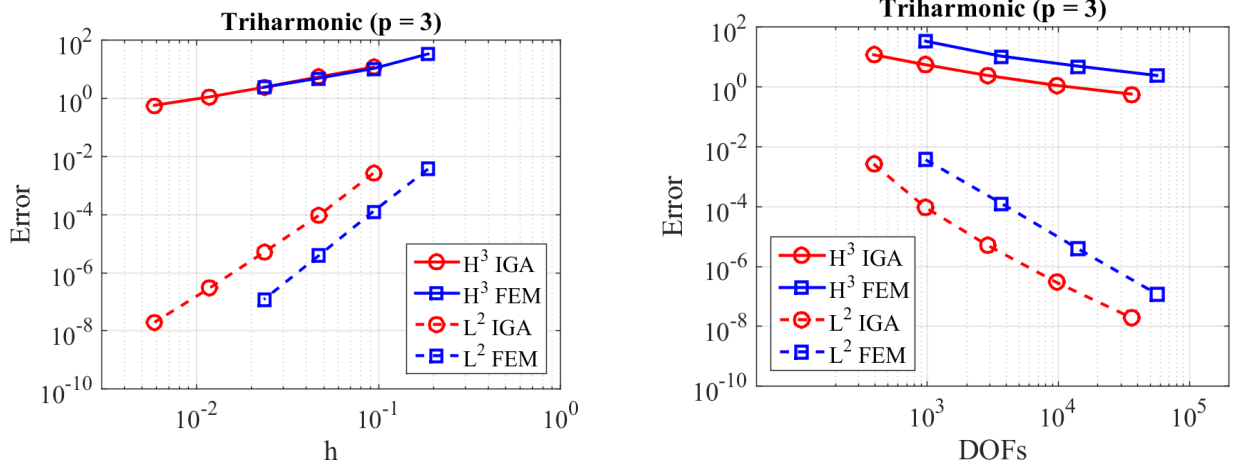 Triharmonic (p = 3)
10^2
10^0
10^-2
10^-4
10^-6
10^-8
10^-10
Error
H^3 IGA
H^3 FEM
L^2 IGA
L^2 FEM
10^-2
10^-1
10^0
h
Triharmonic (p = 3)
10^2
10^0
10^-2
10^-4
10^-6
10^-8
10^-10
Error
H^3 IGA
H^3 FEM
L^2 IGA
L^2 FEM
10^3
10^4
10^5
DOFs